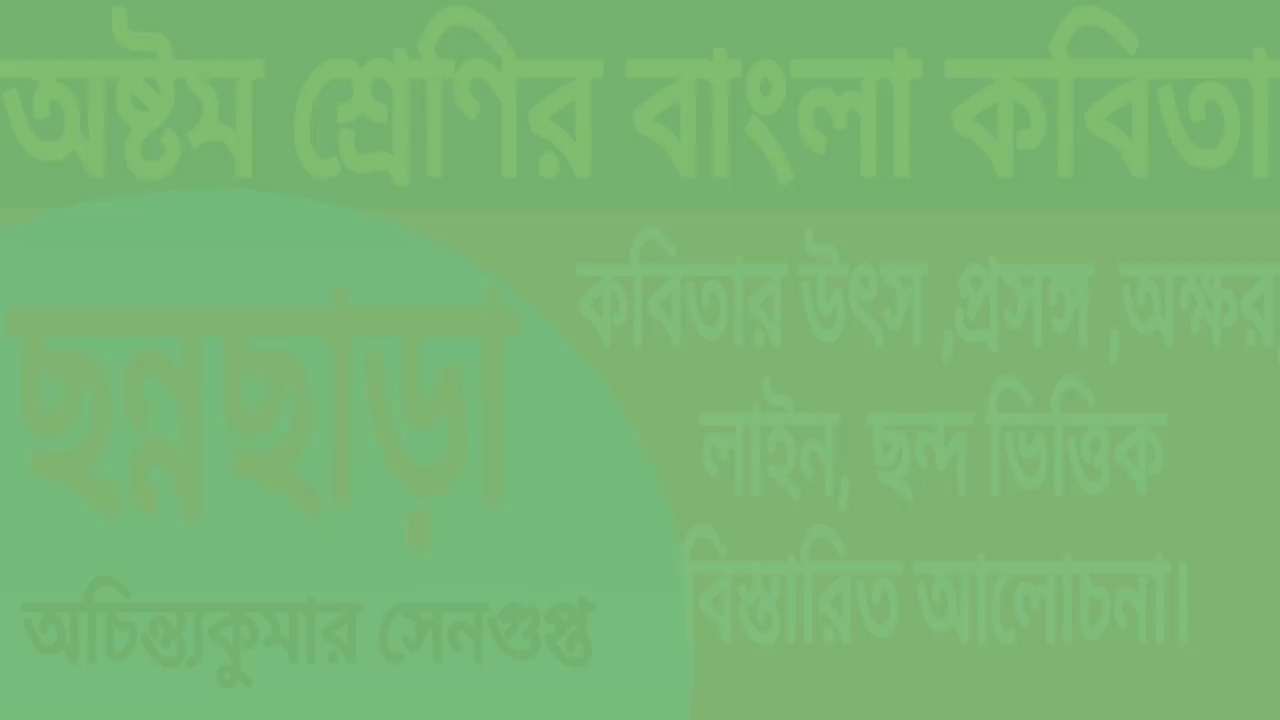 অষ্টম শ্রেণির বাংলা কবিতা
ছন্নছাড়া
অচিন্ত্যকুমার সেনগুপ্ত
কবিতার উৎস ,প্রসঙ্গ ,অক্ষর,
লাইন, ছন্দ ভিত্তিক
বিস্তারিত আলোচনা।